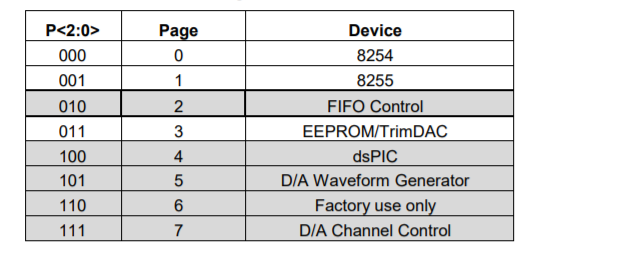 P<2:0> Page Device
000 0 8254
001 1 8255
010 2 FIFO Control
011 3 EEPROM/TrimDAC
100 4 dsPIC
101 5 D/A Waveform Generator
110 6 Factory use only
111 7 D/A Channel Control